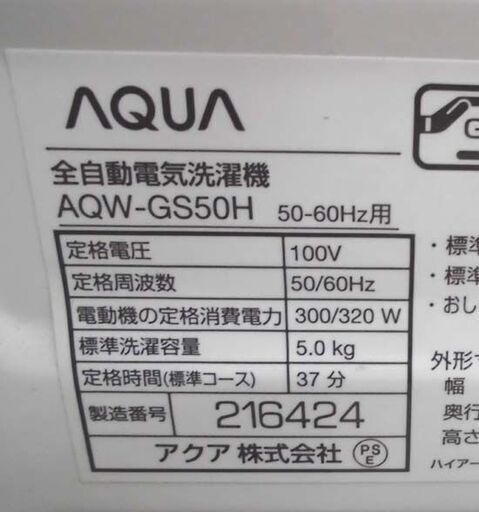 AQUA
全自動電気洗濯機
AQW-GS50H 50-60Hz用
定格電圧 100V
定格周波数 50/60Hz
電動機の定格消費電力 300/320 W
標準洗濯容量 5.0 kg
定格時間(標準コース) 37 分
製造番号 216424
アクア株式会社 PSE
・標準
・標準
・おし
外形寸
幅
奥行
高さ
ハイアー